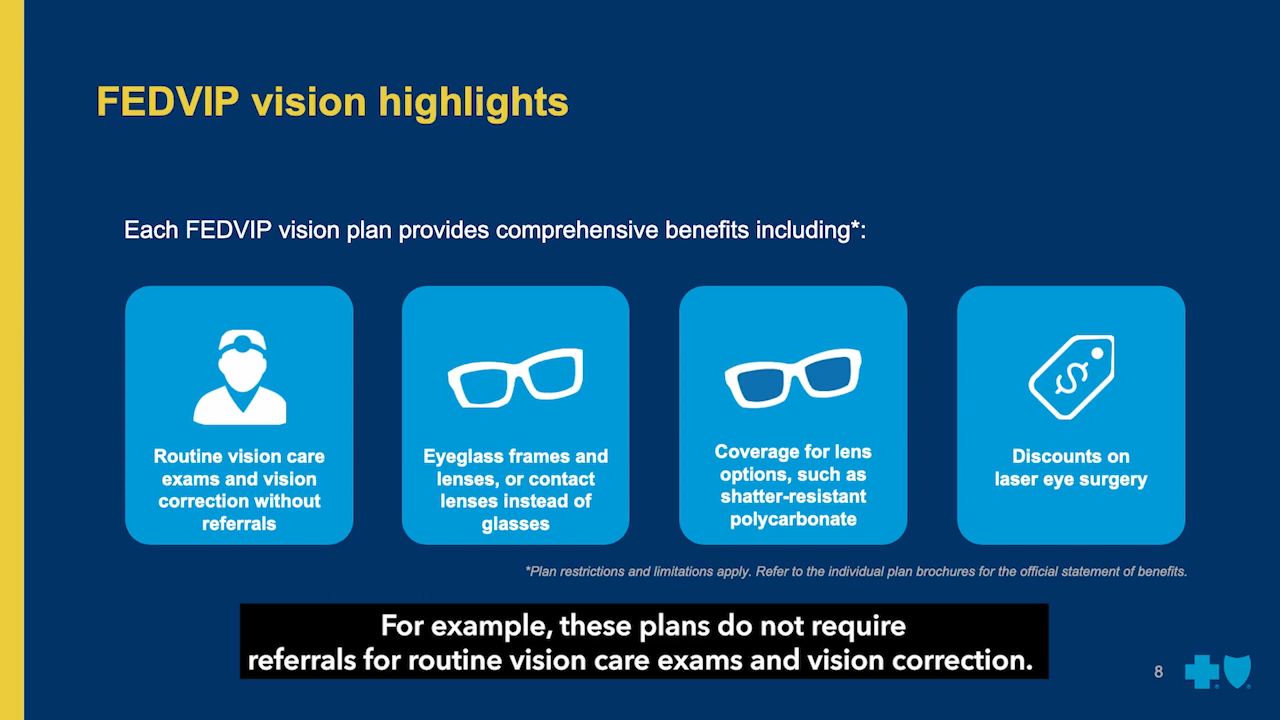 FEDVIP vision highlights
Each FEDVIP vision plan provides comprehensive benefits including*:
Routine vision care
exams and vision
correction without
referrals
Eyeglass frames and
lenses, or contact
lenses instead of
glasses
Coverage for lens
options, such as
shatter-resistant
polycarbonate
$
Discounts on
laser eye surgery
*Plan restrictions and limitations apply. Refer to the individual plan brochures for the official statement of benefits.
For example, these plans do not require
referrals for routine vision care exams and vision correction.
8